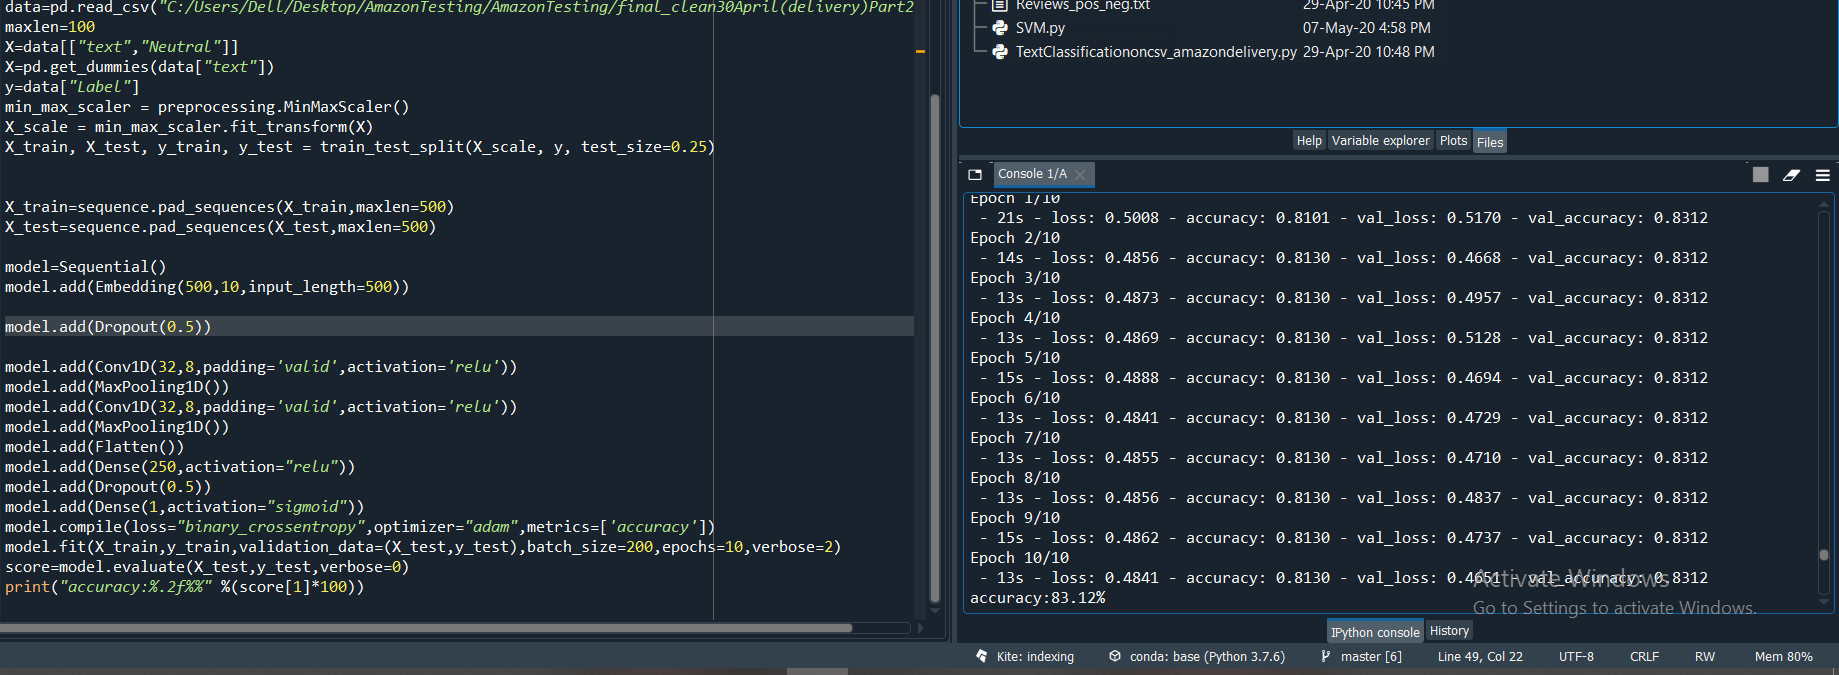 data=pd.read_csv("C:/Users/Dell/Desktop/AmazonTesting/AmazonTesting/final_clean30April(delivery)Part2
maxlen=100
X=data[["text","Neutral"]]
X=pd.get_dummies(data["text"])
y=data["Label"]
min_max_scaler = preprocessing.MinMaxScaler()
X_scale = min_max_scaler.fit_transform(X)
X_train, X_test, y_train, y_test = train_test_split(X_scale, y, test_size=0.25)
X_train=sequence.pad_sequences(X_train,maxlen=500)
X_test=sequence.pad_sequences(X_test,maxlen=500)
model=Sequential()
model.add(Embedding(500,10,input_length=500))
model.add(Dropout(0.5))
model.add(Conv1D(32,8,padding='valid',activation='relu'))
model.add(MaxPooling1D())
model.add(Conv1D(32,8,padding='valid',activation='relu'))
model.add(MaxPooling1D())
model.add(Flatten())
model.add(Dense(250,activation="relu"))
model.add(Dropout(0.5))
model.add(Dense(1,activation="sigmoid"))
model.compile(loss="binary_crossentropy",optimizer="adam",metrics=['accuracy'])
model.fit(X_train,y_train,validation_data=(X_test,y_test),batch_size=200,epochs=10,verbose=2)
score=model.evaluate(X_test,y_test,verbose=0)
print("accuracy:%.2f%%" %(score[1]*100))
Reviews_pos_neg.txt 29-Apr-20 10:45 PM
SVM.py 07-May-20 4:58 PM
TextClassificationoncsv_amazondelivery.py 29-Apr-20 10:48 PM
Help Variable explorer Plots Files
Console 1/A
Epoch 1/10
- 21s - loss: 0.5008 - accuracy: 0.8101 - val_loss: 0.5170 - val_accuracy: 0.8312
Epoch 2/10
- 14s - loss: 0.4856 - accuracy: 0.8130 - val_loss: 0.4668 - val_accuracy: 0.8312
Epoch 3/10
- 13s - loss: 0.4873 - accuracy: 0.8130 - val_loss: 0.4957 - val_accuracy: 0.8312
Epoch 4/10
- 13s - loss: 0.4869 - accuracy: 0.8130 - val_loss: 0.5128 - val_accuracy: 0.8312
Epoch 5/10
- 15s - loss: 0.4888 - accuracy: 0.8130 - val_loss: 0.4694 - val_accuracy: 0.8312
Epoch 6/10
- 13s - loss: 0.4841 - accuracy: 0.8130 - val_loss: 0.4729 - val_accuracy: 0.8312
Epoch 7/10
- 13s - loss: 0.4855 - accuracy: 0.8130 - val_loss: 0.4710 - val_accuracy: 0.8312
Epoch 8/10
- 13s - loss: 0.4856 - accuracy: 0.8130 - val_loss: 0.4837 - val_accuracy: 0.8312
Epoch 9/10
- 15s - loss: 0.4862 - accuracy: 0.8130 - val_loss: 0.4737 - val_accuracy: 0.8312
Epoch 10/10
- 13s - loss: 0.4841 - accuracy: 0.8130 - val_loss: 0.4651 - val_accuracy: 0.8312
accuracy:83.12%
Activate Windows
Go to Settings to activate Windows.
IPython console History
Kite: indexing conda: base (Python 3.7.6) master [6] Line 49, Col 22 UTF-8 CRLF RW Mem 80%